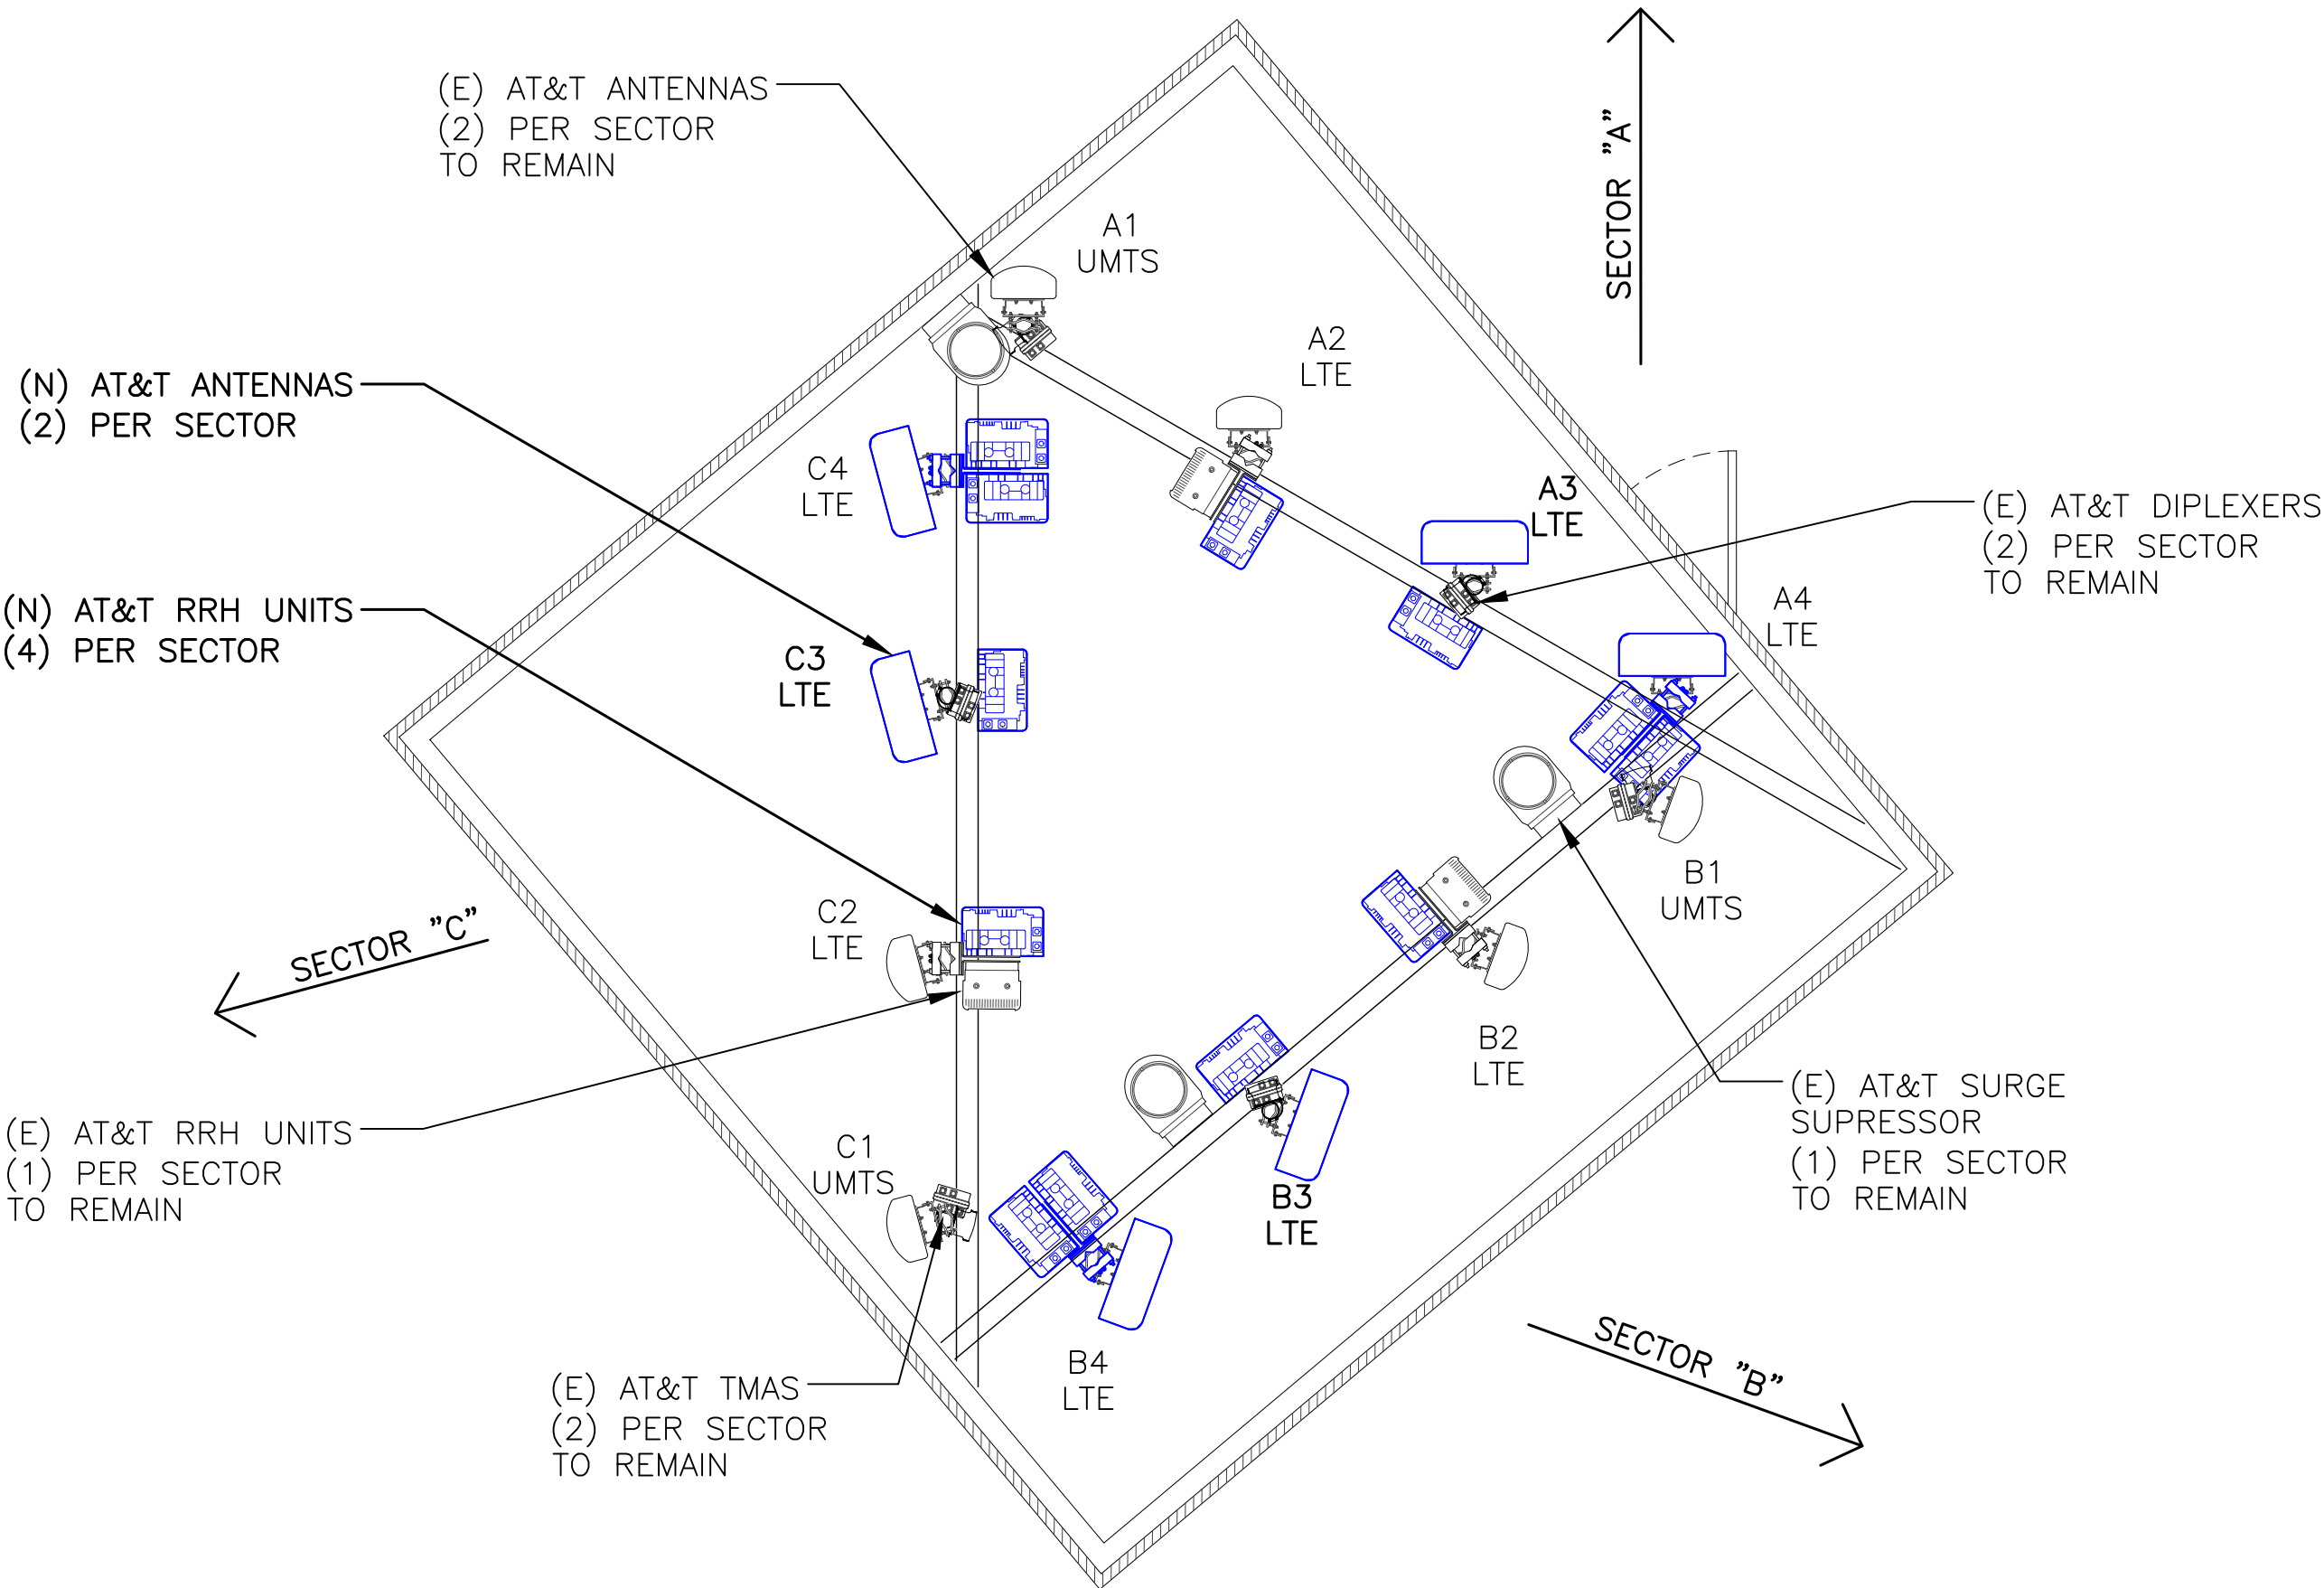 (E) AT&T ANTENNAS
(2) PER SECTOR
TO REMAIN
SECTOR "A"
A1
UMTS
A2
LTE
(N) AT&T ANTENNAS
(2) PER SECTOR
C4
LTE
A3
LTE
(E) AT&T DIPLEXERS
(2) PER SECTOR
TO REMAIN
(N) AT&T RRH UNITS
(4) PER SECTOR
A4
LTE
C3
LTE
B1
UMTS
C2
LTE
SECTOR "C"
B2
LTE
(E) AT&T SURGE
SUPRESSOR
(1) PER SECTOR
TO REMAIN
(E) AT&T RRH UNITS
(1) PER SECTOR
TO REMAIN
C1
UMTS
B3
LTE
SECTOR "B"
B4
LTE
(E) AT&T TMAS
(2) PER SECTOR
TO REMAIN